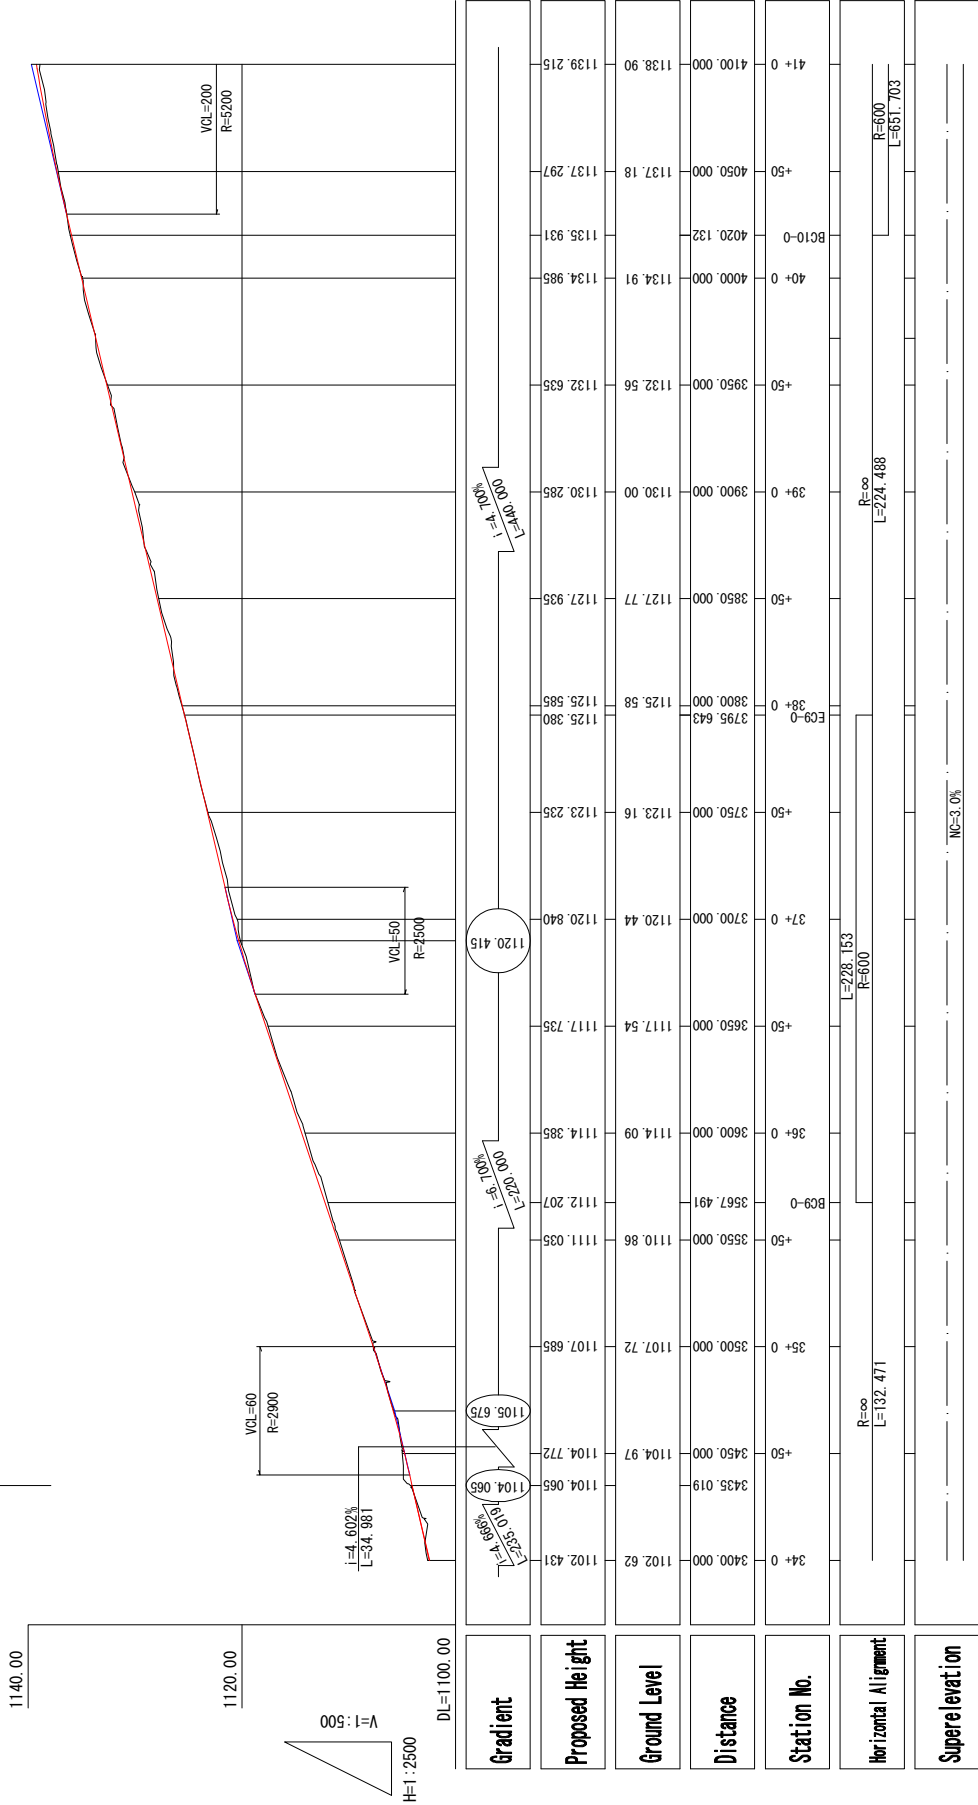 1140.00
1120.00
DL=1100.00
V=1:500
H=1:2500
VCL=60
R=2900
VCL=50
R=2500
VCL=200
R=5200
i=4.602%
L=34.981
Gradient
i=4.666%
L=235.019
1104.065
1105.675
i=6.700%
L=220.000
1120.415
i=4.700%
L=440.000
Proposed Height
1102.431
1104.065
1104.772
1107.685
1111.035
1112.207
1114.385
1117.735
1120.840
1123.235
1125.380
1125.585
1127.935
1130.285
1132.635
1134.985
1135.931
1137.297
1139.215
Ground Level
1102.62
1104.97
1107.72
1110.86
1114.09
1117.54
1120.44
1123.16
1125.58
1127.77
1130.00
1132.56
1134.91
1137.18
1138.90
Distance
3400.000
3435.019
3450.000
3500.000
3550.000
3567.491
3600.000
3650.000
3700.000
3750.000
3795.643
3800.000
3850.000
3900.000
3950.000
4000.000
4020.132
4050.000
4100.000
Station No.
34+ 0
+50
35+ 0
+50
BC9-0
36+ 0
+50
37+ 0
+50
EC9-0
38+ 0
+50
39+ 0
+50
40+ 0
BC10-0
+50
41+ 0
Horizontal Alignment
R=∞
L=132.471
L=228.153
R=600
R=∞
L=224.488
R=600
L=651.703
Superelevation
NC=3.0%